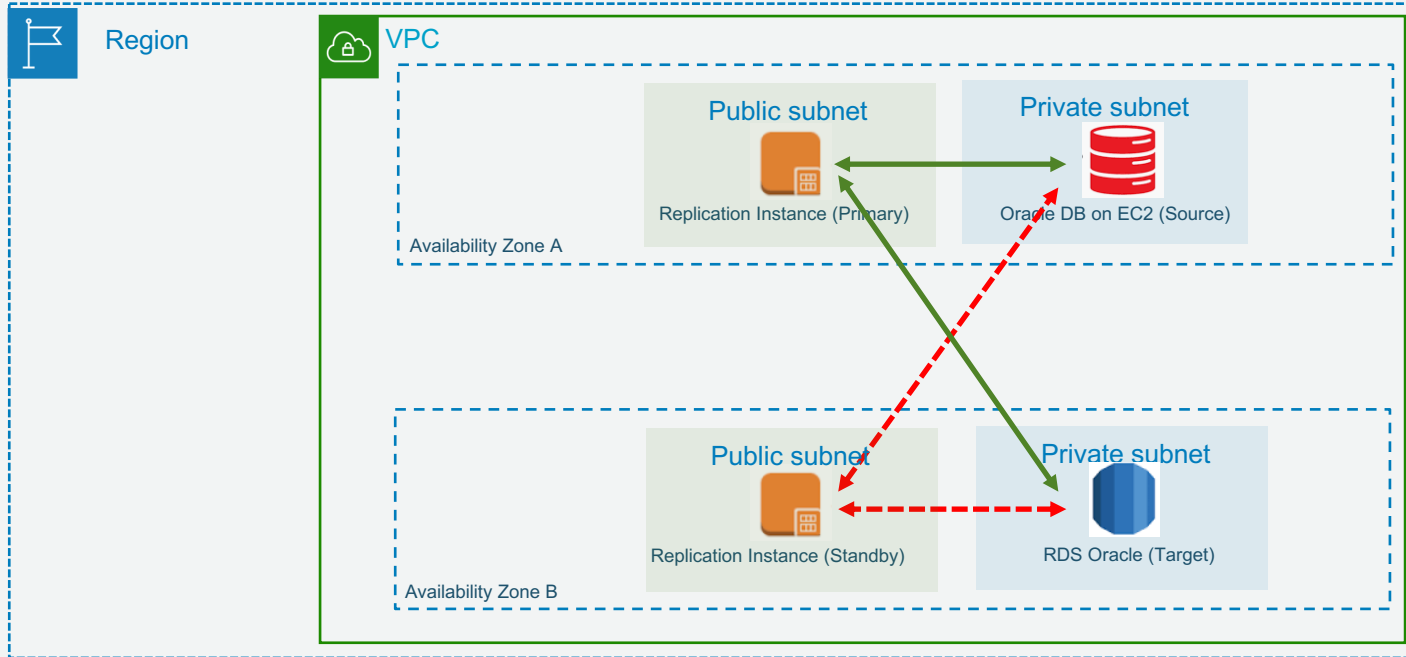 Region
VPC
Public subnet
Private subnet
Replication Instance (Primary)
Oracle DB on EC2 (Source)
Availability Zone A
Public subnet
Private subnet
Replication Instance (Standby)
RDS Oracle (Target)
Availability Zone B